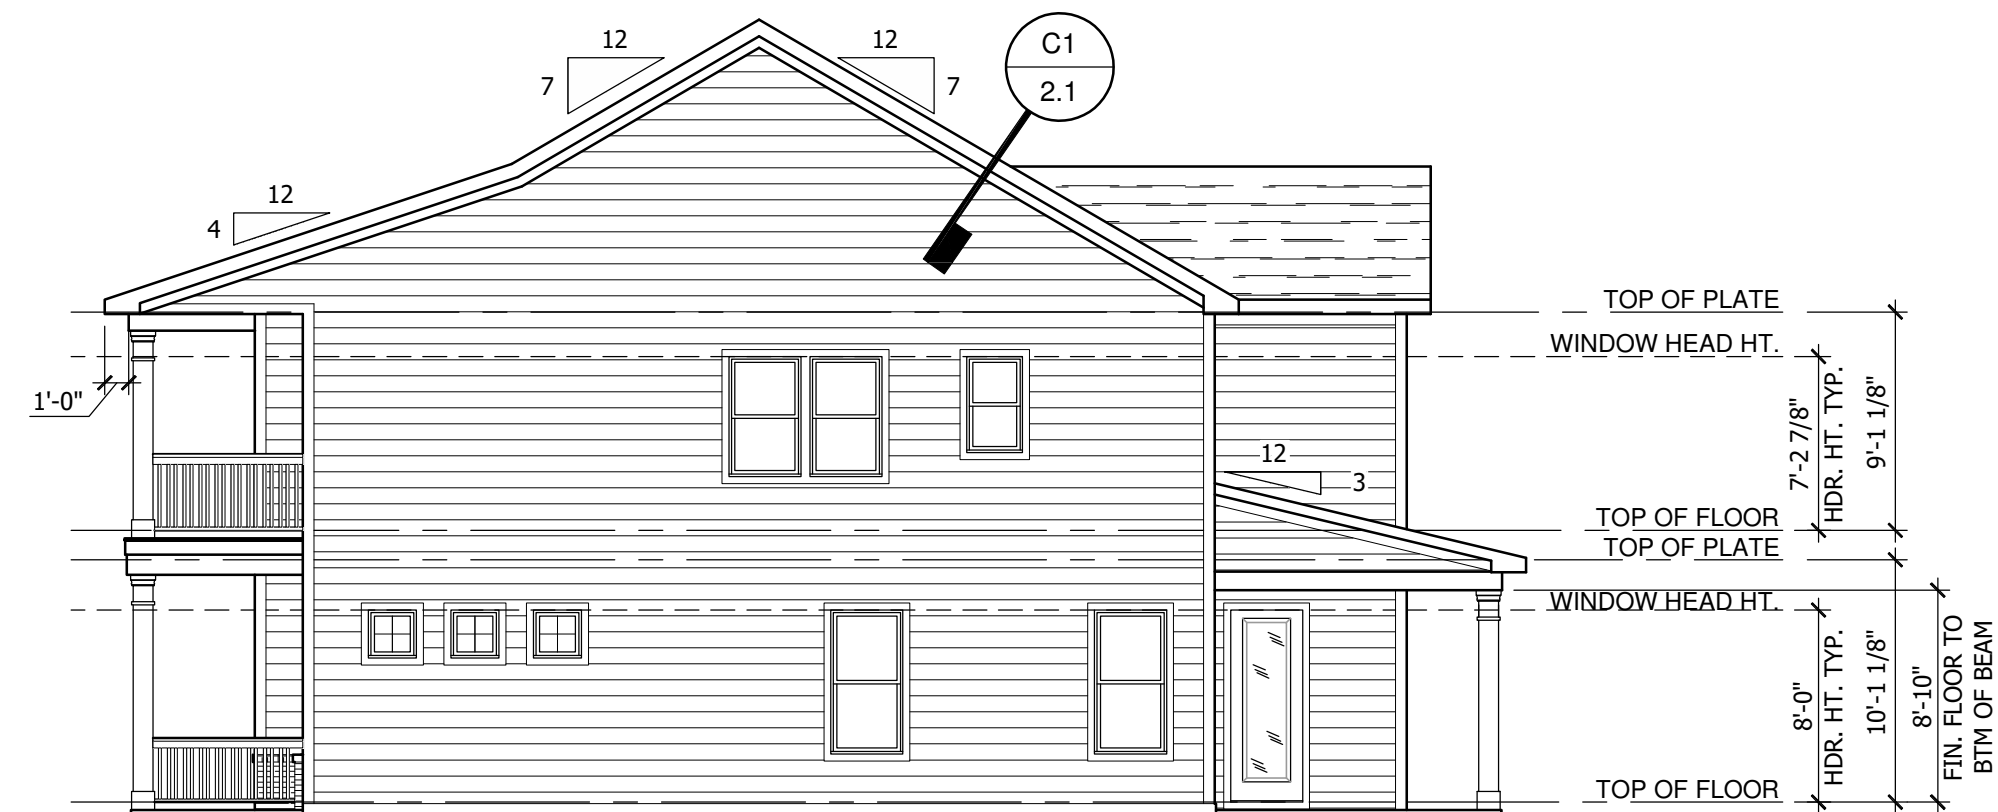 12
7
12
7
C1
2.1
12
4
TOP OF PLATE
WINDOW HEAD HT.
1'-0"
7'-2 7/8"
HDR. HT. TYP.
9'-1 1/8"
12
3
TOP OF FLOOR
TOP OF PLATE
WINDOW HEAD HT.
8'-0"
HDR. HT. TYP.
10'-1 1/8"
8'-10"
FIN. FLOOR TO
BTM OF BEAM
TOP OF FLOOR